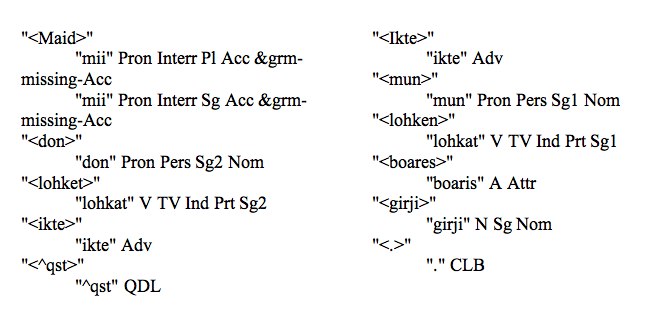 "<Maid>"
"mii" Pron Interr Pl Acc &grm-
missing-Acc
"mii" Pron Interr Sg Acc &grm-
missing-Acc
"<don>"
"don" Pron Pers Sg2 Nom
"<lohket>"
"lohkat" V TV Ind Prt Sg2
"<ikte>"
"ikte" Adv
"<^qst>"
"^qst" QDL
"<Ikte>"
"ikte" Adv
"<mun>"
"mun" Pron Pers Sg1 Nom
"<lohken>"
"lohkat" V TV Ind Prt Sg1
"<boares>"
"boaris" A Attr
"<girji>"
"girji" N Sg Nom
"<.>"
"." CLB